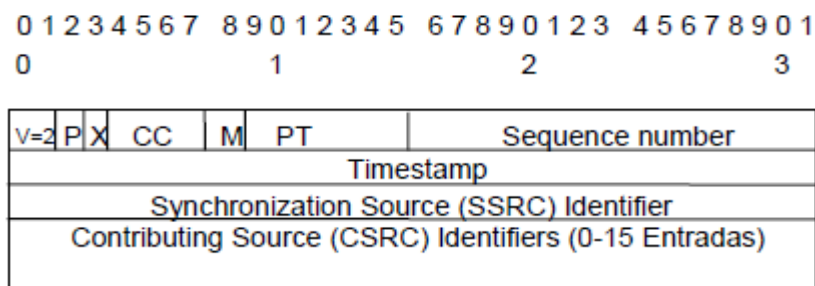 0 1 2 3 4 5 6 7 8 9 0 1 2 3 4 5 6 7 8 9 0 1 2 3 4 5 6 7 8 9 0 1
0 1 2 3
V=2 P X CC M PT Sequence number
Timestamp
Synchronization Source (SSRC) Identifier
Contributing Source (CSRC) Identifiers (0-15 Entradas)